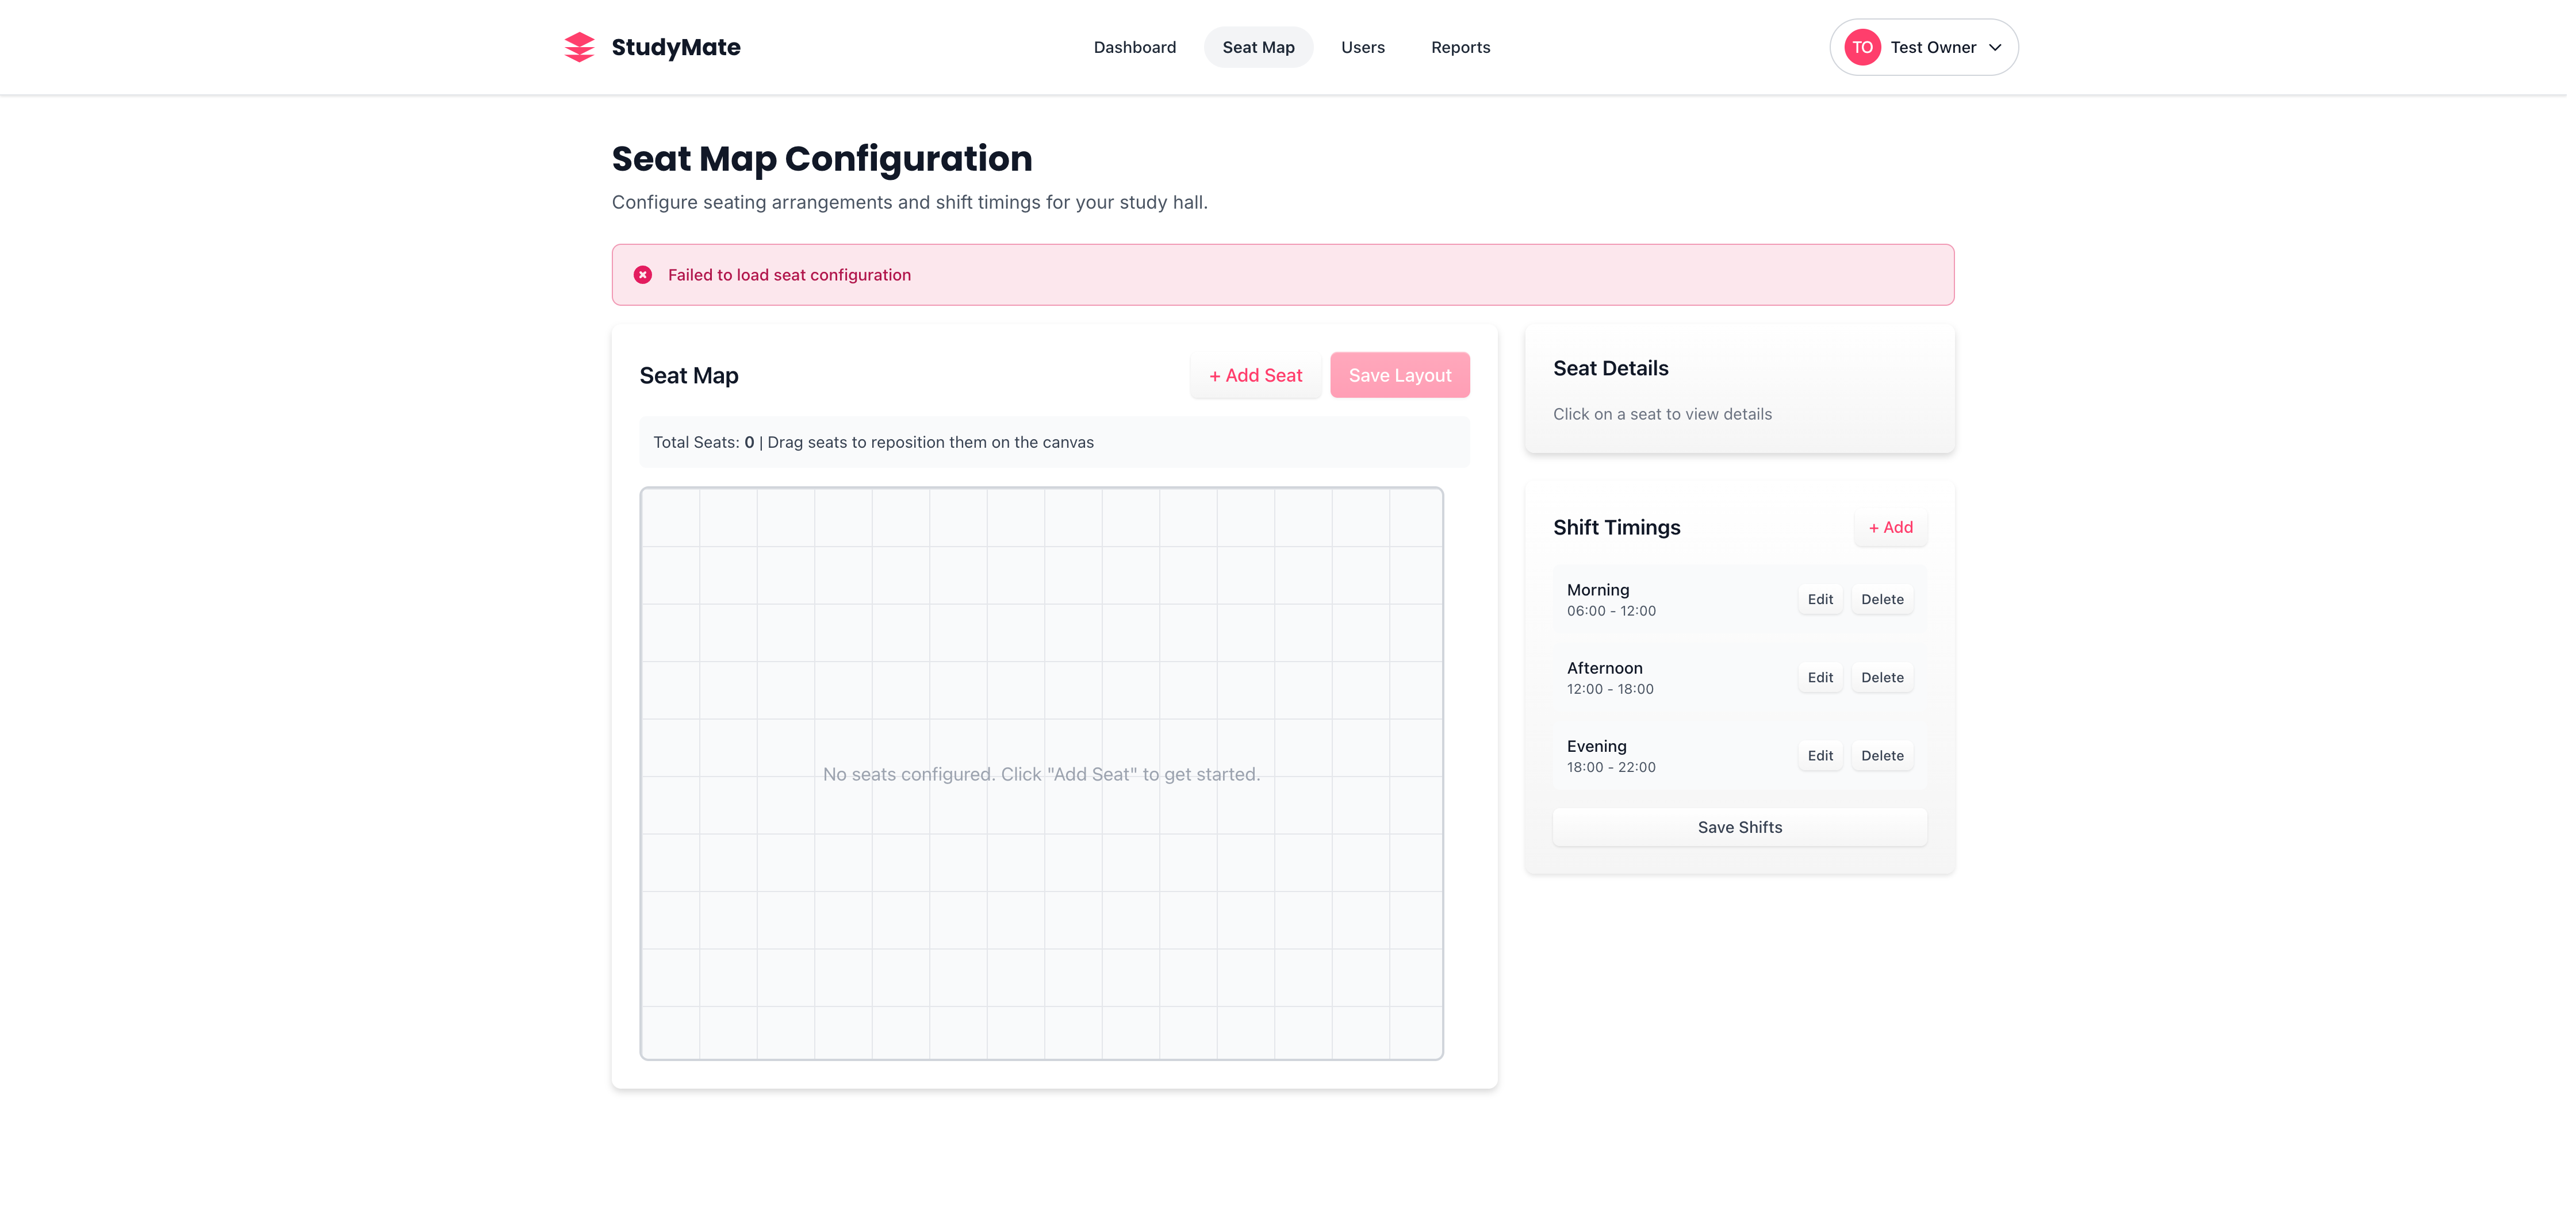 StudyMate
Dashboard
Seat Map
Users
Reports
TO
Test Owner
Seat Map Configuration
Configure seating arrangements and shift timings for your study hall.
Failed to load seat configuration
Seat Map
+ Add Seat
Save Layout
Total Seats: 0 | Drag seats to reposition them on the canvas
No seats configured. Click "Add Seat" to get started.
Seat Details
Click on a seat to view details
Shift Timings
+ Add
Morning
06:00 - 12:00
Edit
Delete
Afternoon
12:00 - 18:00
Edit
Delete
Evening
18:00 - 22:00
Edit
Delete
Save Shifts